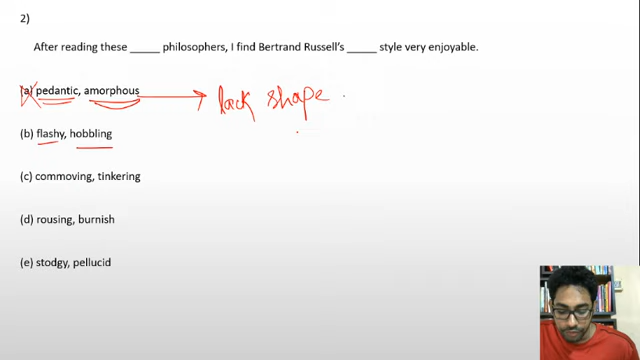 2)
After reading these _____ philosophers, I find Bertrand Russell's _____ style very enjoyable.
(a) pedantic, amorphous lack shape
(b) flashy, hobbling
(c) commoving, tinkering
(d) rousing, burnish
(e) stodgy, pellucid